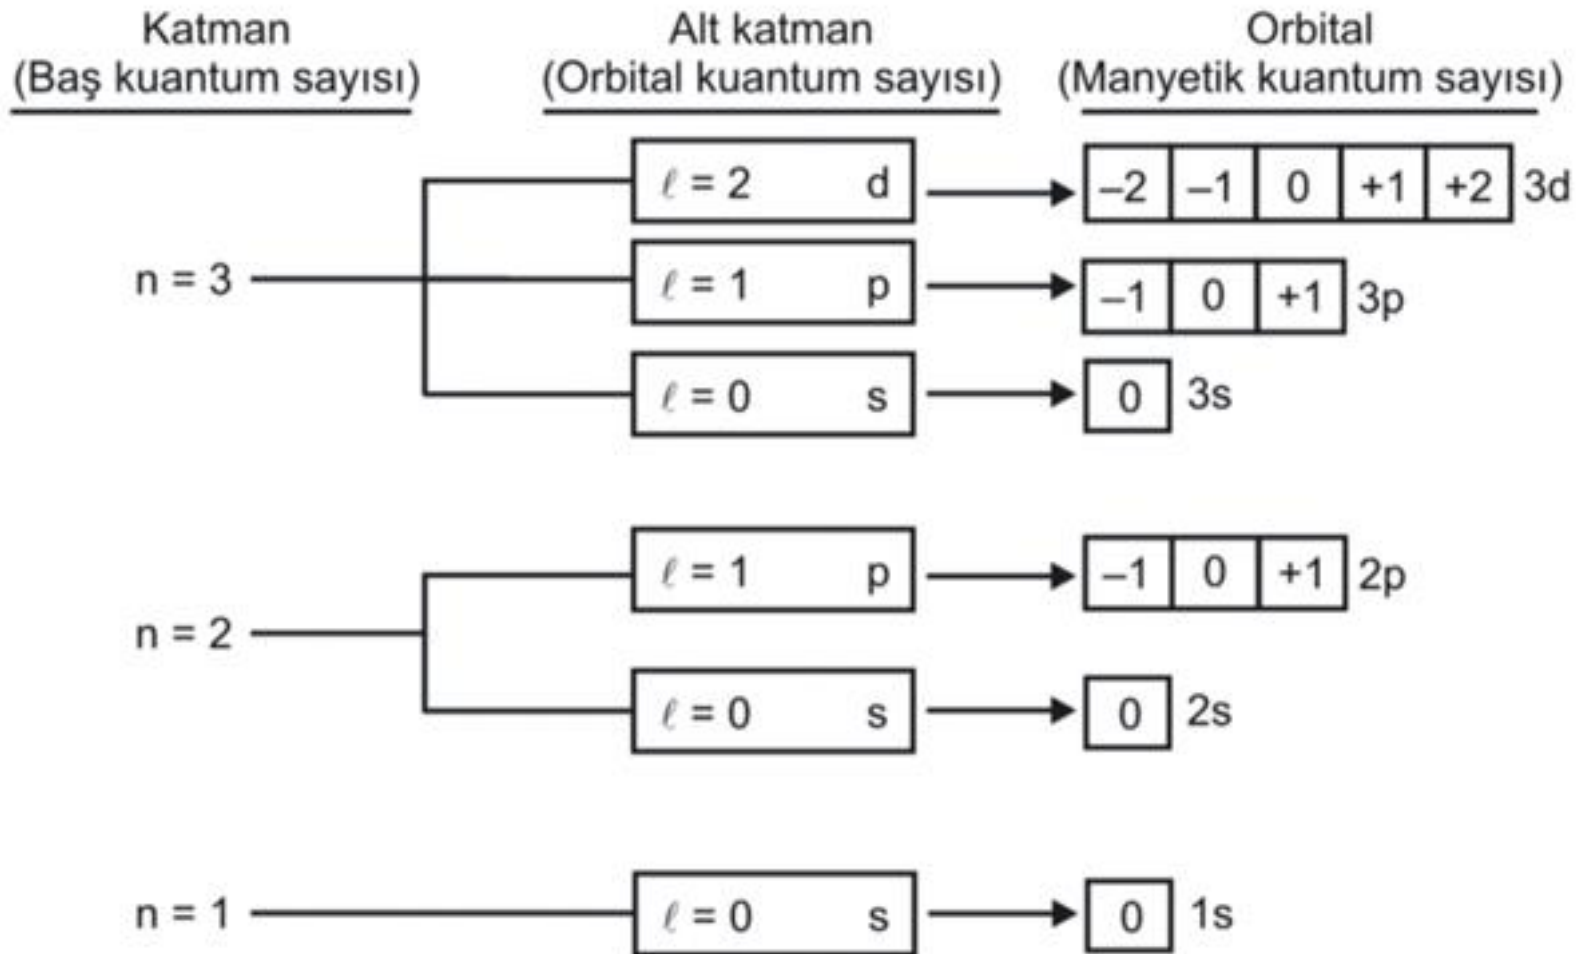 Katman
(Baş kuantum sayısı)
Alt katman
(Orbital kuantum sayısı)
Orbital
(Manyetik kuantum sayısı)
n = 3
ℓ = 2 d
–2 –1 0 +1 +2 3d
ℓ = 1 p
–1 0 +1 3p
ℓ = 0 s
0 3s
n = 2
ℓ = 1 p
–1 0 +1 2p
ℓ = 0 s
0 2s
n = 1
ℓ = 0 s
0 1s